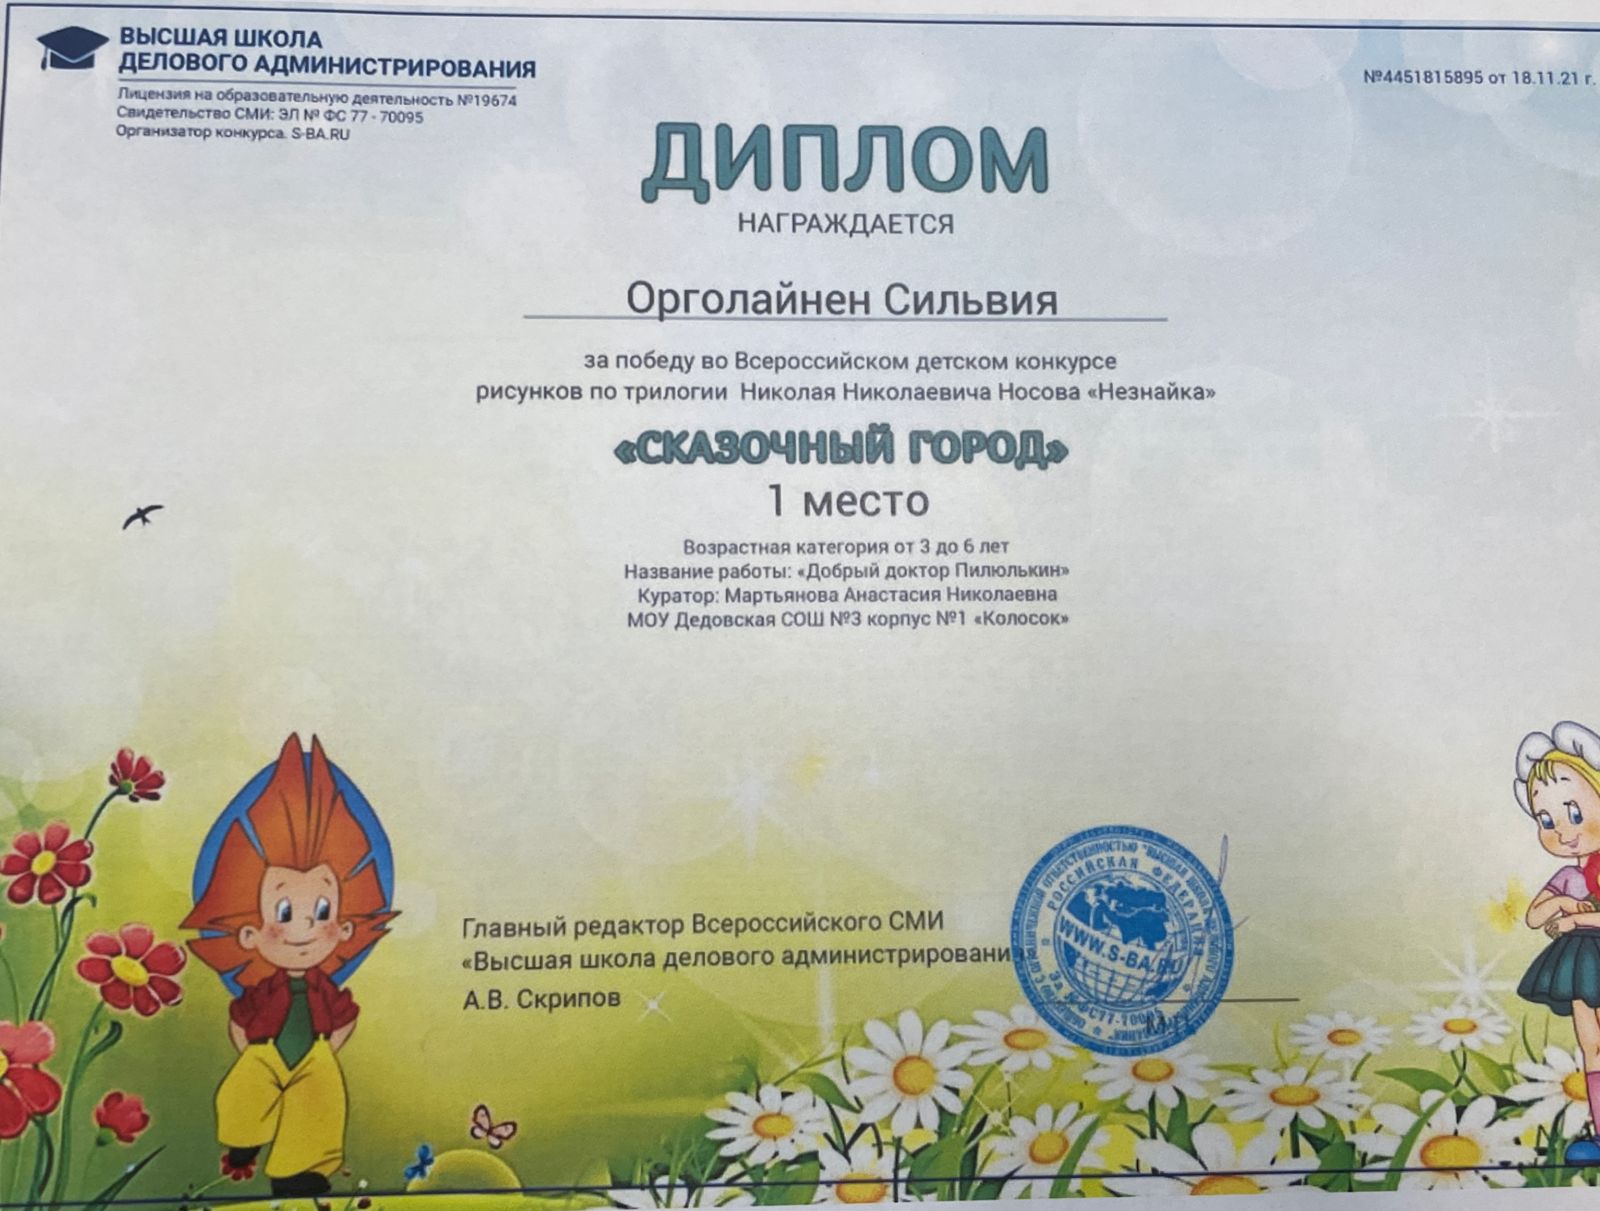 ВЫСШАЯ ШКОЛА
ДЕЛОВОГО АДМИНИСТРИРОВАНИЯ
Лицензия на образовательную деятельность №19674
Свидетельство СМИ: ЭЛ № ФС 77 - 70095
Организатор конкурса. S-BA.RU
№4451815895 от 18.11.21 г.
ДИПЛОМ
НАГРАЖДАЕТСЯ
Орголайнен Сильвия
за победу во Всероссийском детском конкурсе
рисунков по трилогии Николая Николаевича Носова «Незнайка»
«СКАЗОЧНЫЙ ГОРОД»
1 место
Возрастная категория от 3 до 6 лет
Название работы: «Добрый доктор Пилюлькин»
Куратор: Мартьянова Анастасия Николаевна
МОУ Дедовская СОШ №3 корпус №1 «Колосок»
Главный редактор Всероссийского СМИ
«Высшая школа делового администрировани
А.В. Скрипов
РОССИЙСКАЯ ФЕДЕРАЦИЯ
WWW.S-BA.RU